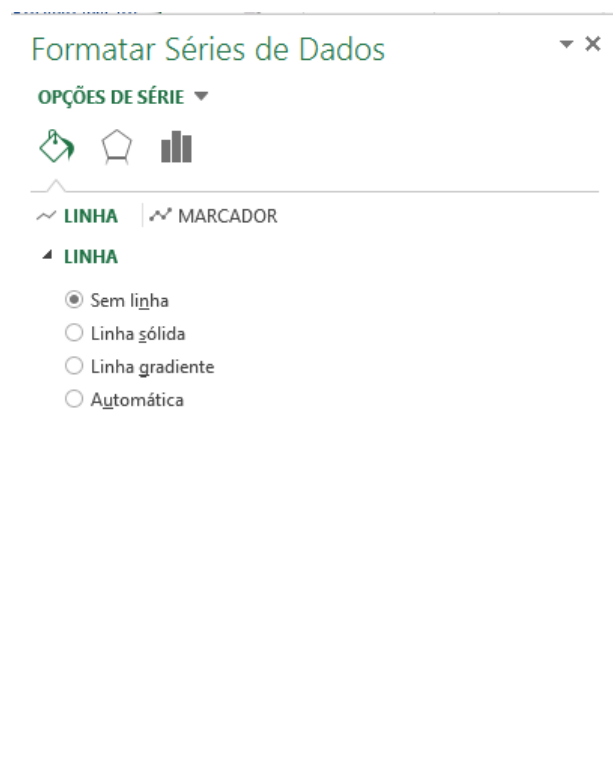 Formatar Séries de Dados
OPÇÕES DE SÉRIE
LINHA MARCADOR
LINHA
Sem linha
Linha sólida
Linha gradiente
Automática